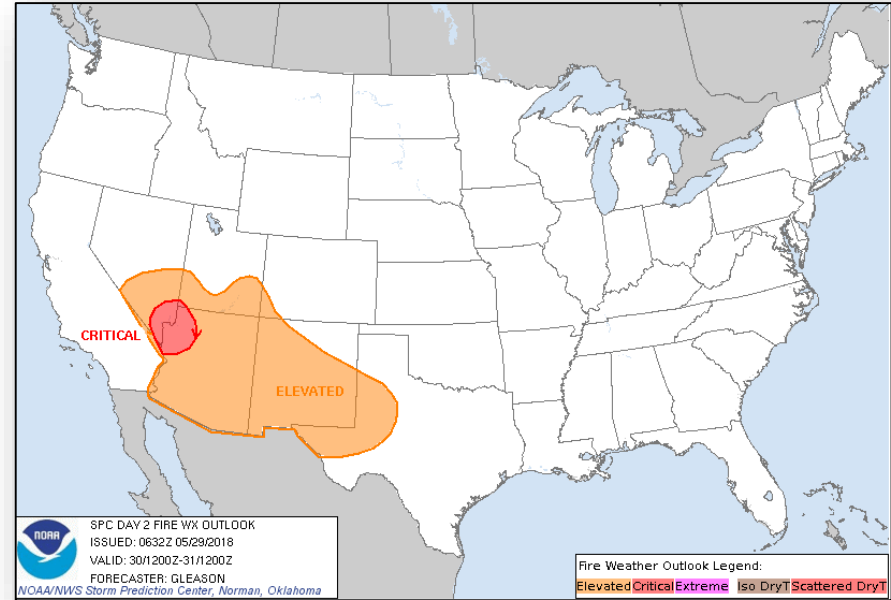 CRITICAL
ELEVATED
NOAA
SPC DAY 2 FIRE WX OUTLOOK
ISSUED: 0632Z 05/29/2018
VALID: 30/1200Z-31/1200Z
FORECASTER: GLEASON
NOAA/NWS Storm Prediction Center, Norman, Oklahoma
Fire Weather Outlook Legend:
Elevated Critical Extreme Iso DryT Scattered DryT